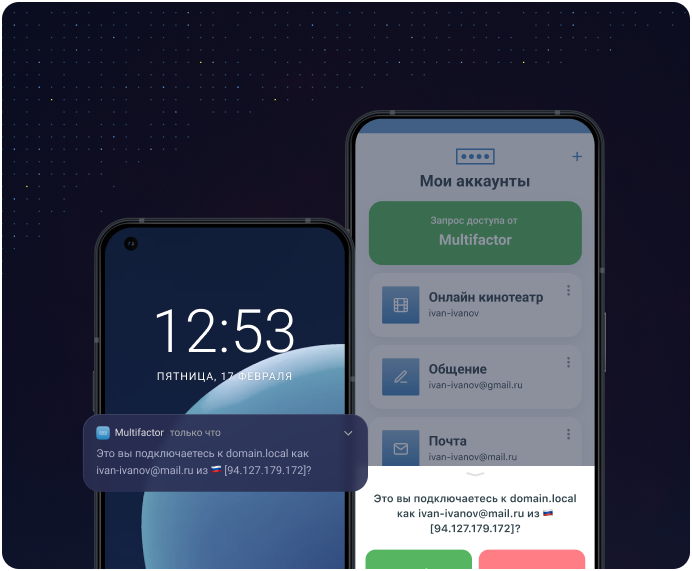 12:53
ПЯТНИЦА, 17 ФЕВРАЛЯ
Multifactor только что
Это вы подключаетесь к domain.local как
ivan-ivanov@mail.ru из 🇷🇺 [94.127.179.172]?
Мои аккаунты
Запрос доступа от
Multifactor
Онлайн кинотеатр
ivan-ivanov
Общение
ivan-ivanov@gmail.ru
Почта
ivan-ivanov@mail.ru
Это вы подключаетесь к domain.local
как ivan-ivanov@mail.ru из 🇷🇺
[94.127.179.172]?